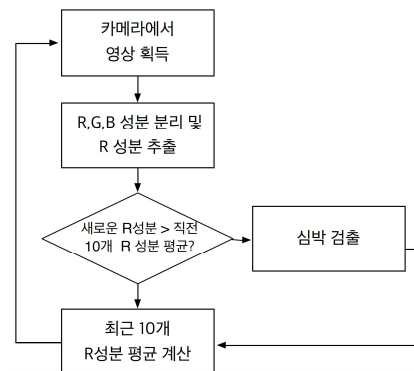 카메라에서
영상 획득
R,G,B 성분 분리 및
R 성분 추출
새로운 R성분 > 직전
10개 R 성분 평균?
심박 검출
최근 10개
R성분 평균 계산